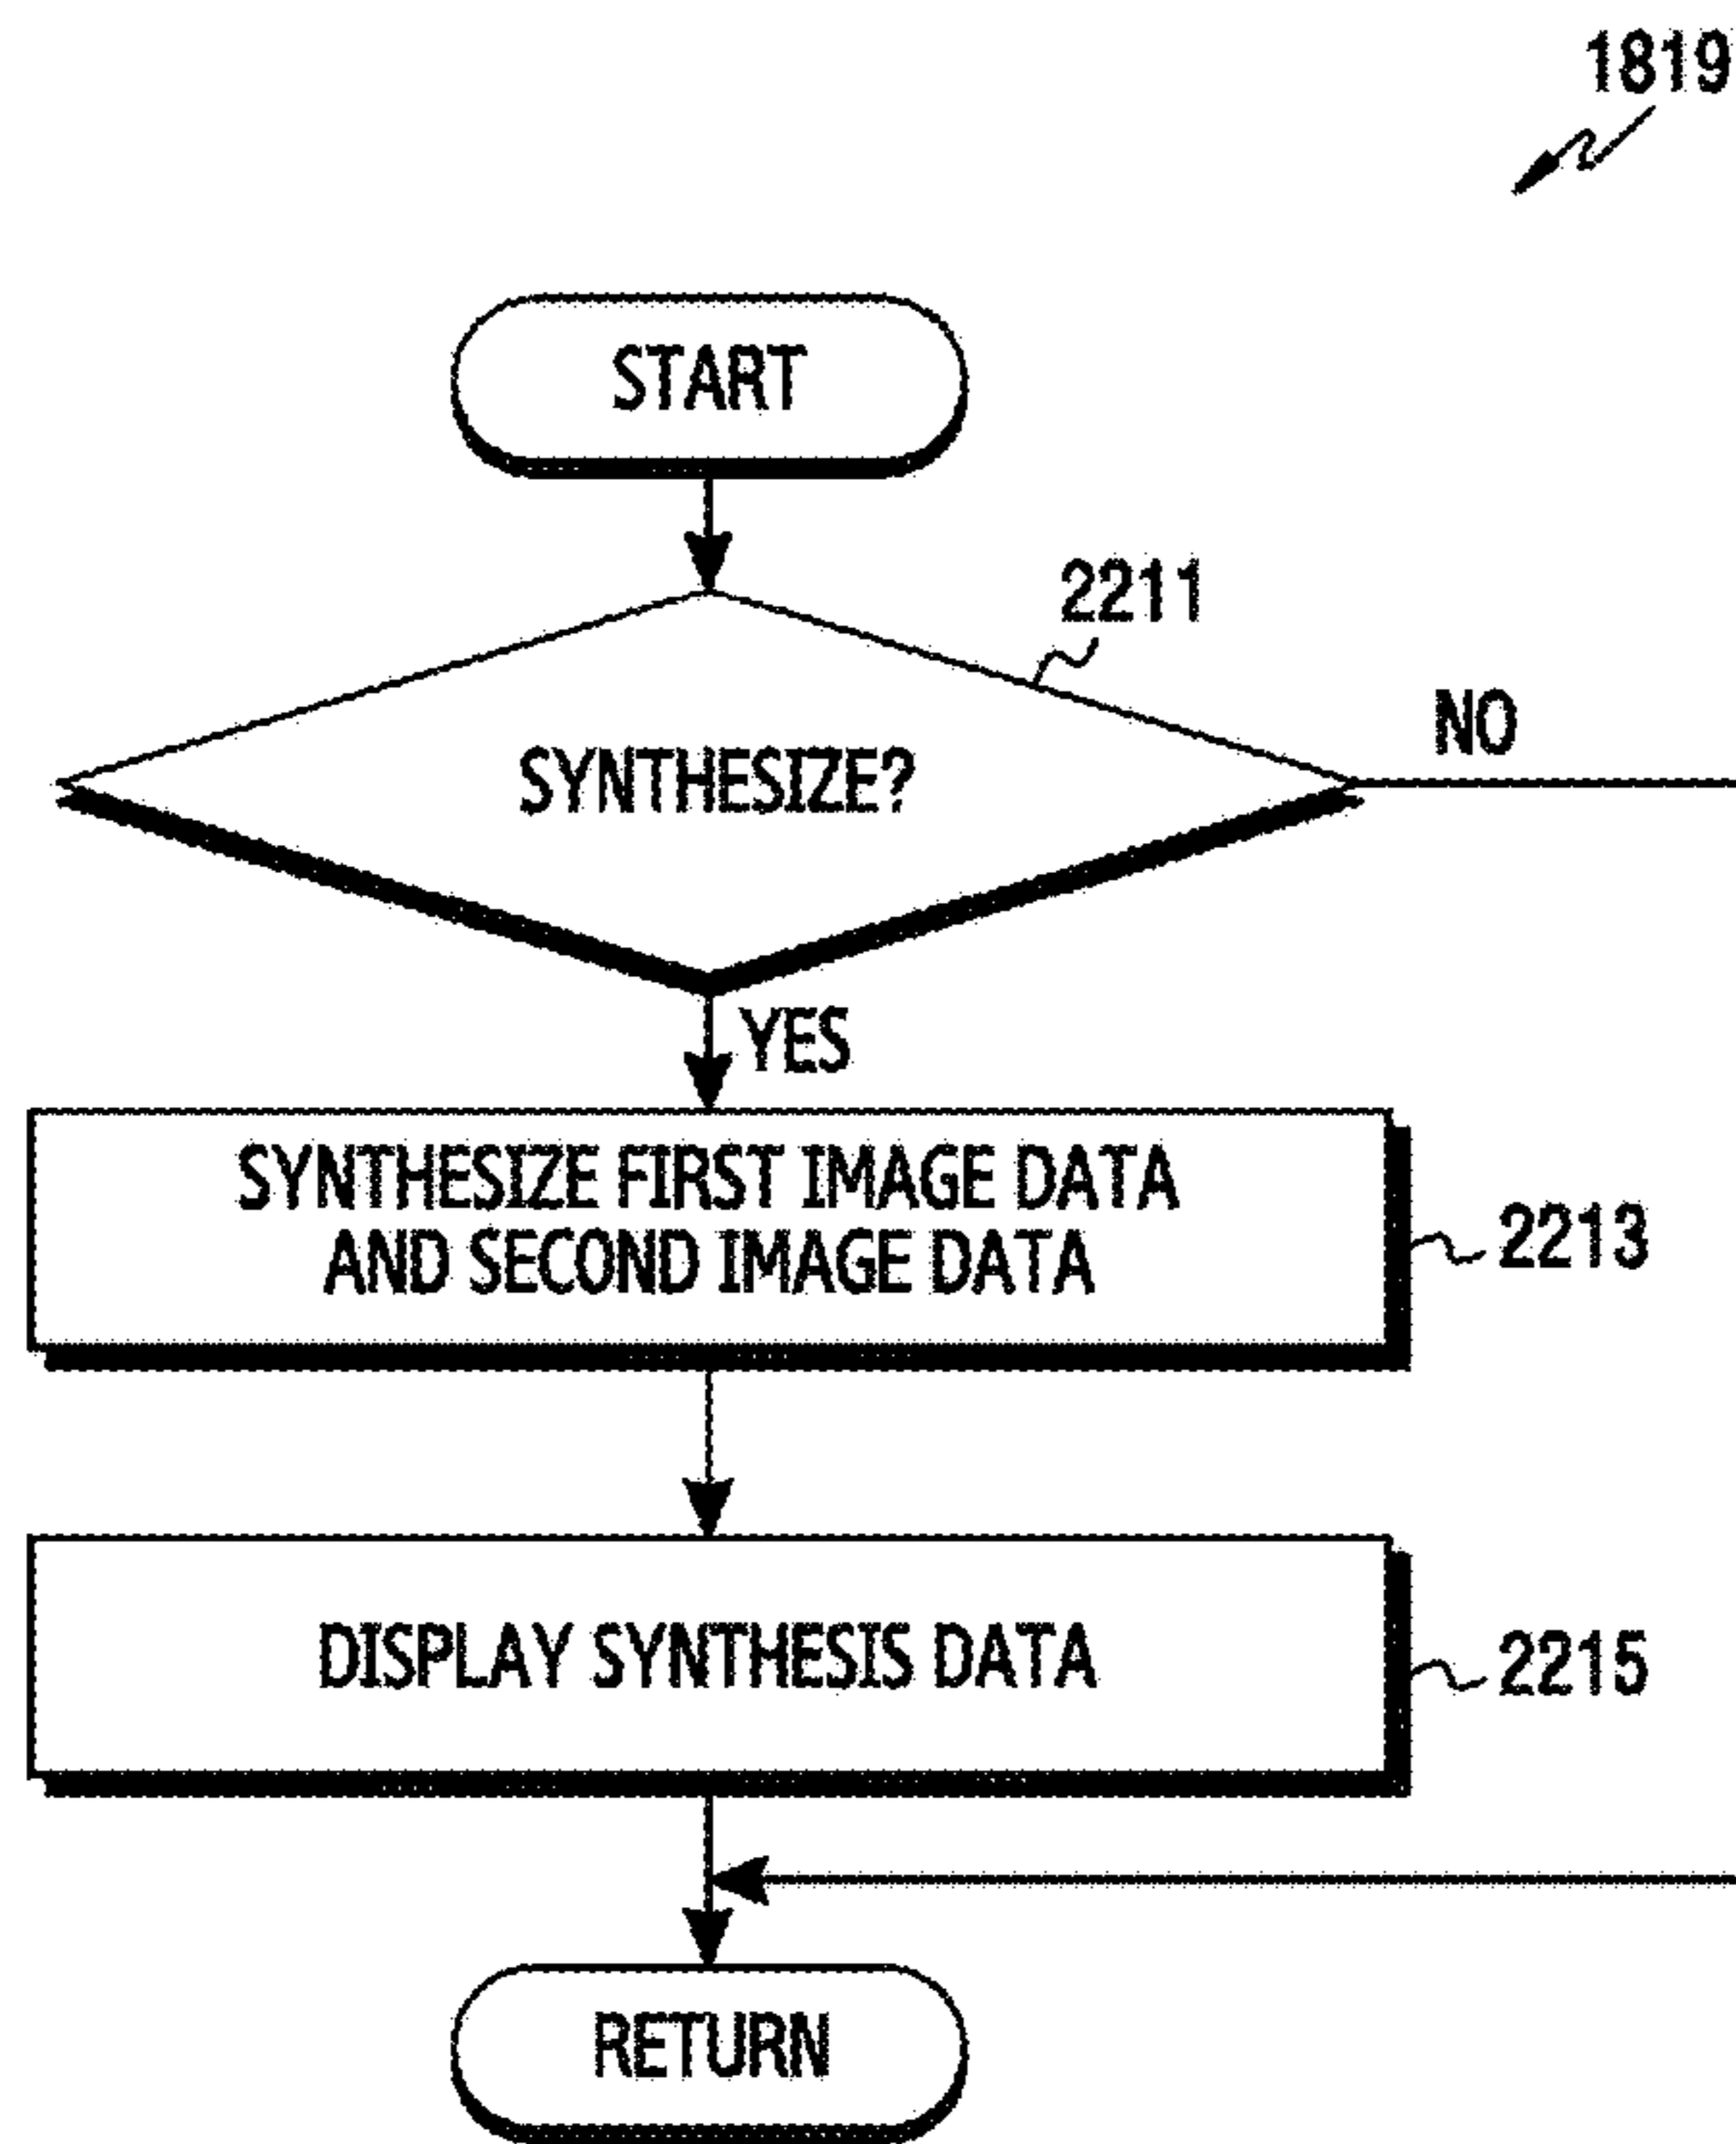 1819
START
2211
SYNTHESIZE?
NO
YES
SYNTHESIZE FIRST IMAGE DATA
AND SECOND IMAGE DATA
2213
DISPLAY SYNTHESIS DATA
2215
RETURN